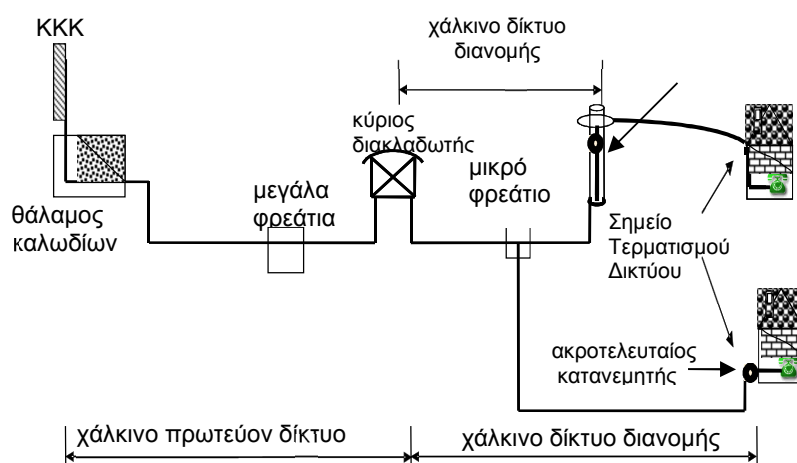 ΚΚΚ
χάλκινο δίκτυο
διανομής
κύριος
διακλαδωτής
μεγάλα
φρεάτια
μικρό
φρεάτιο
θάλαμος
καλωδίων
Σημείο
Τερματισμού
Δικτύου
ακροτελευταίος
κατανεμητής
χάλκινο πρωτεύον δίκτυο
χάλκινο δίκτυο διανομής